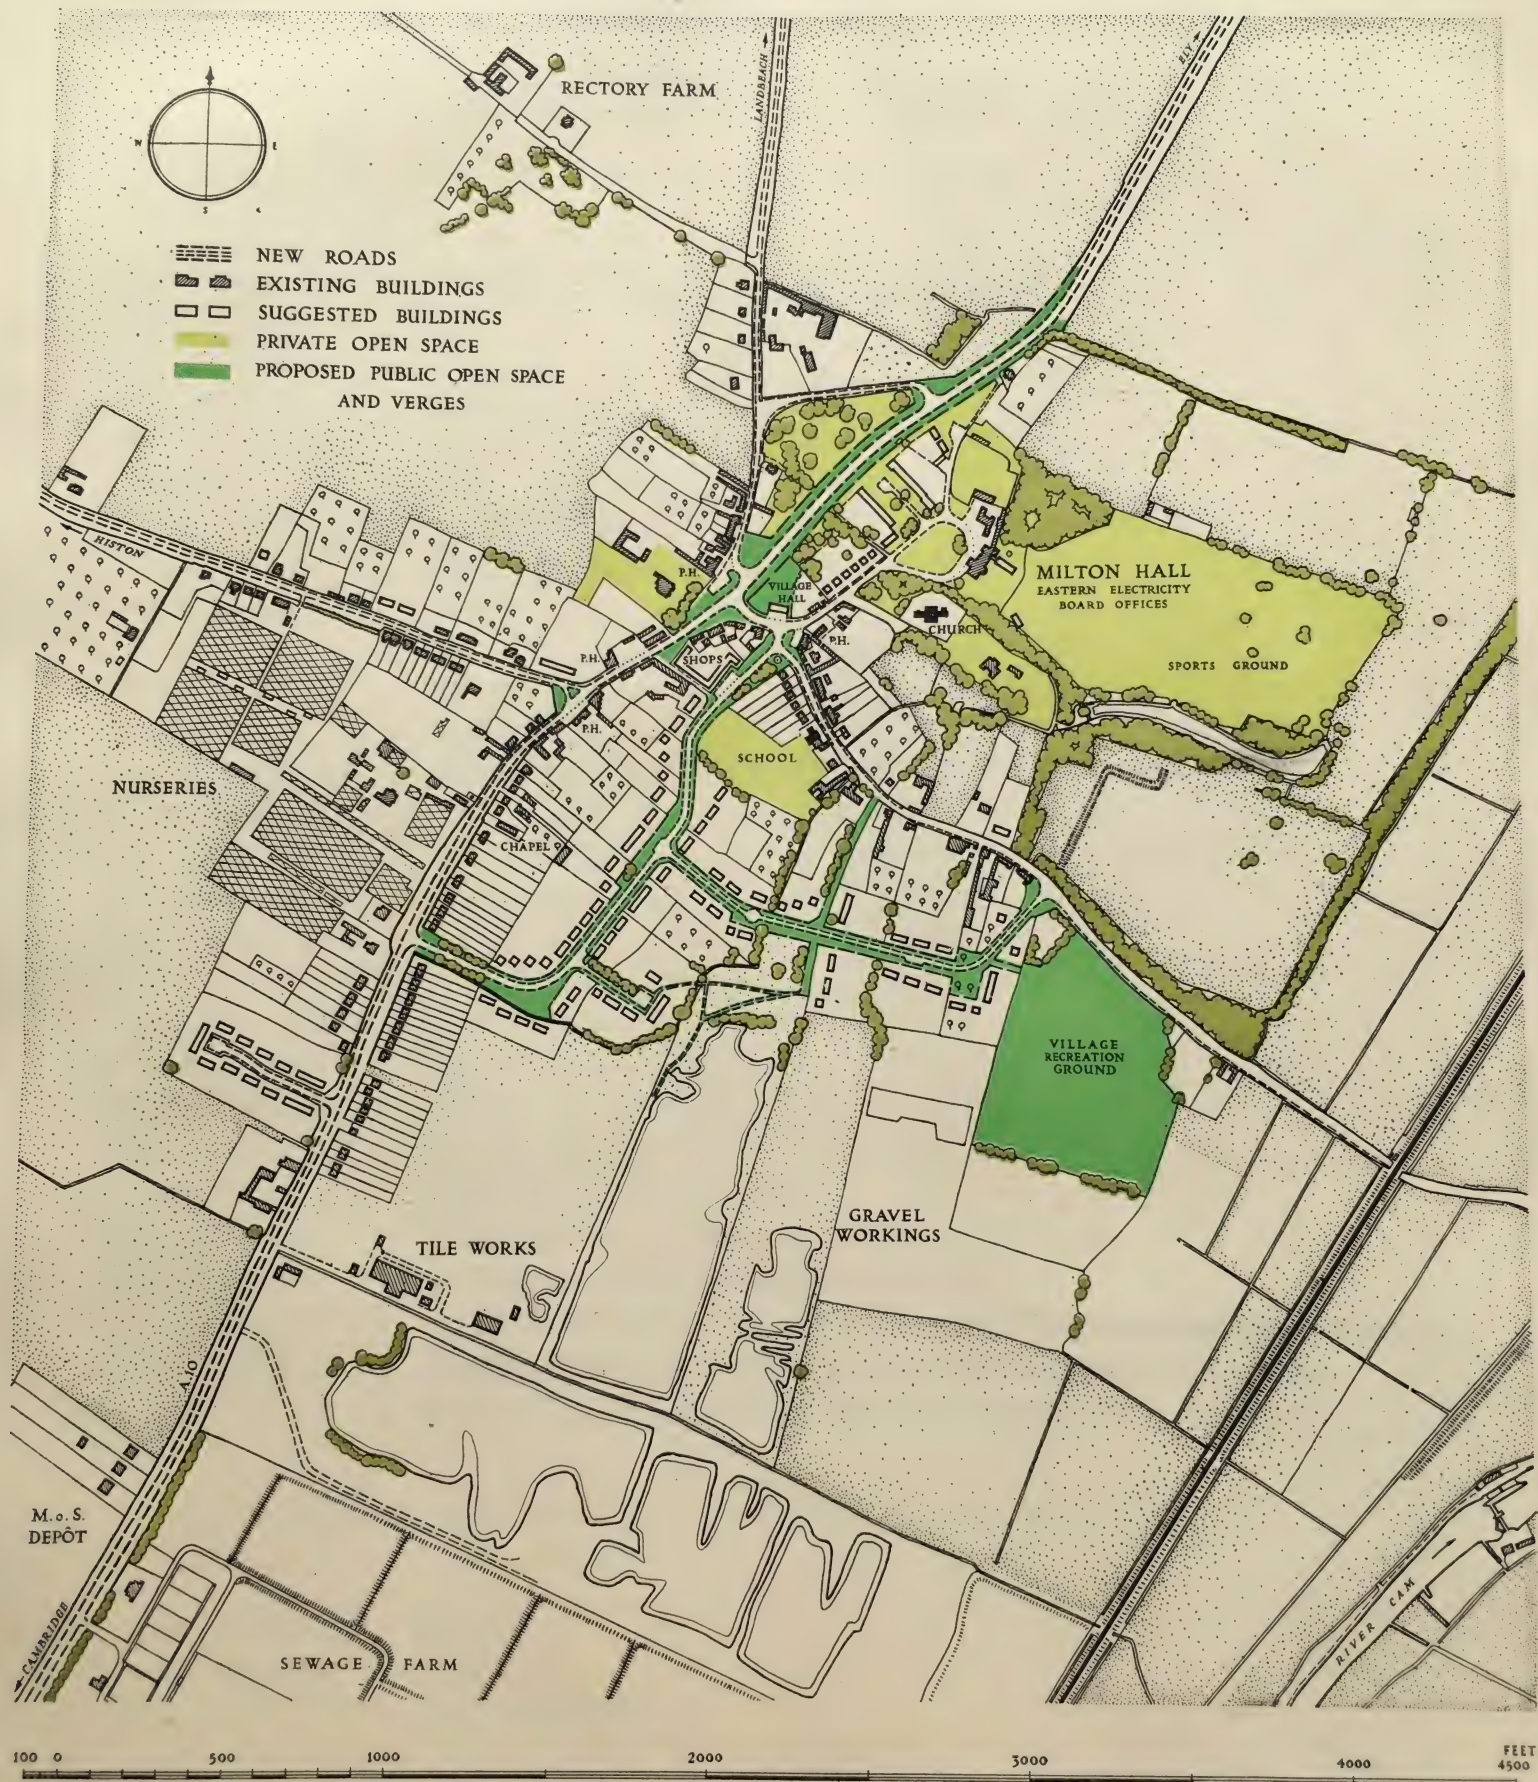 RECTORY FARM
LANDBEACH
ELY
N
E
S
NEW ROADS
EXISTING BUILDINGS
SUGGESTED BUILDINGS
PRIVATE OPEN SPACE
PROPOSED PUBLIC OPEN SPACE
AND VERGES
HISTON
P.H.
VILLAGE
HALL
MILTON HALL
EASTERN ELECTRICITY
BOARD OFFICES
CHURCH
P.H.
P.H.
SHOPS
SPORTS GROUND
P.H.
SCHOOL
NURSERIES
CHAPEL
VILLAGE
RECREATION
GROUND
GRAVEL
WORKINGS
TILE WORKS
A.10
M.o.S.
DEPÔT
CAMBRIDGE
SEWAGE FARM
RIVER CAM
100 0 500 1000 2000 3000 4000 FEET
4500